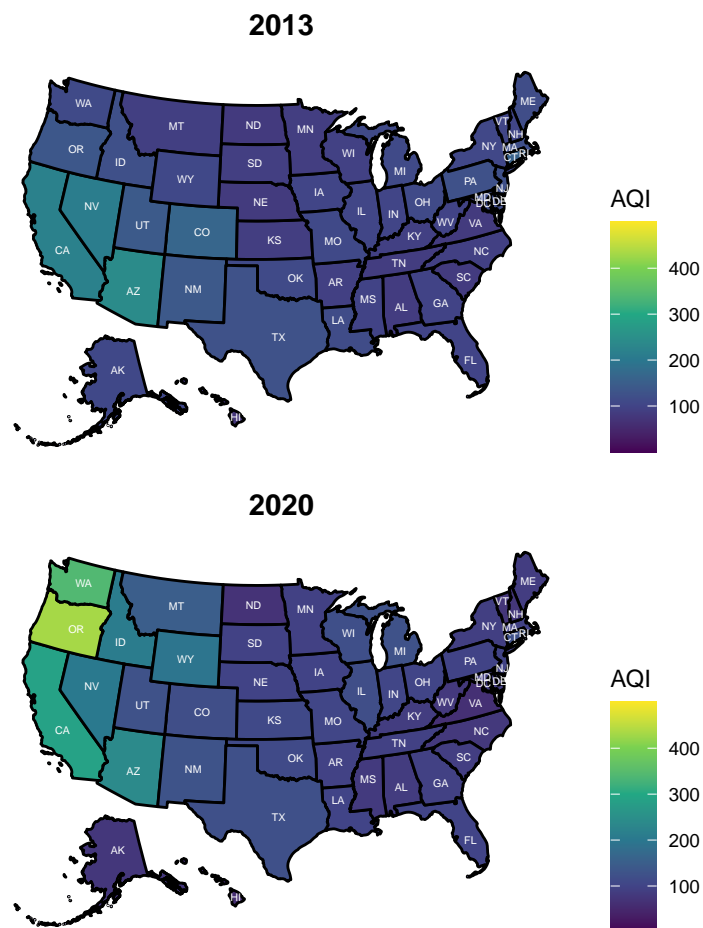 2013
WA
MT
ND
MN
ME
VT
NH
OR
ID
SD
WI
NY
MA
CT
RI
WY
MI
PA
IA
NE
NJ
NV
OH
MD
DE
UT
IL
IN
DC
CO
WV
VA
CA
KS
MO
KY
NC
TN
AZ
NM
OK
AR
SC
MS
AL
GA
TX
LA
FL
AK
HI
AQI
400
300
200
100
2020
WA
MT
ND
MN
ME
VT
NH
OR
ID
SD
WI
NY
MA
CT
RI
WY
MI
PA
IA
NE
NJ
NV
OH
MD
DE
UT
IL
IN
DC
CO
WV
VA
CA
KS
MO
KY
NC
TN
AZ
NM
OK
AR
SC
MS
AL
GA
TX
LA
FL
AK
HI
AQI
400
300
200
100